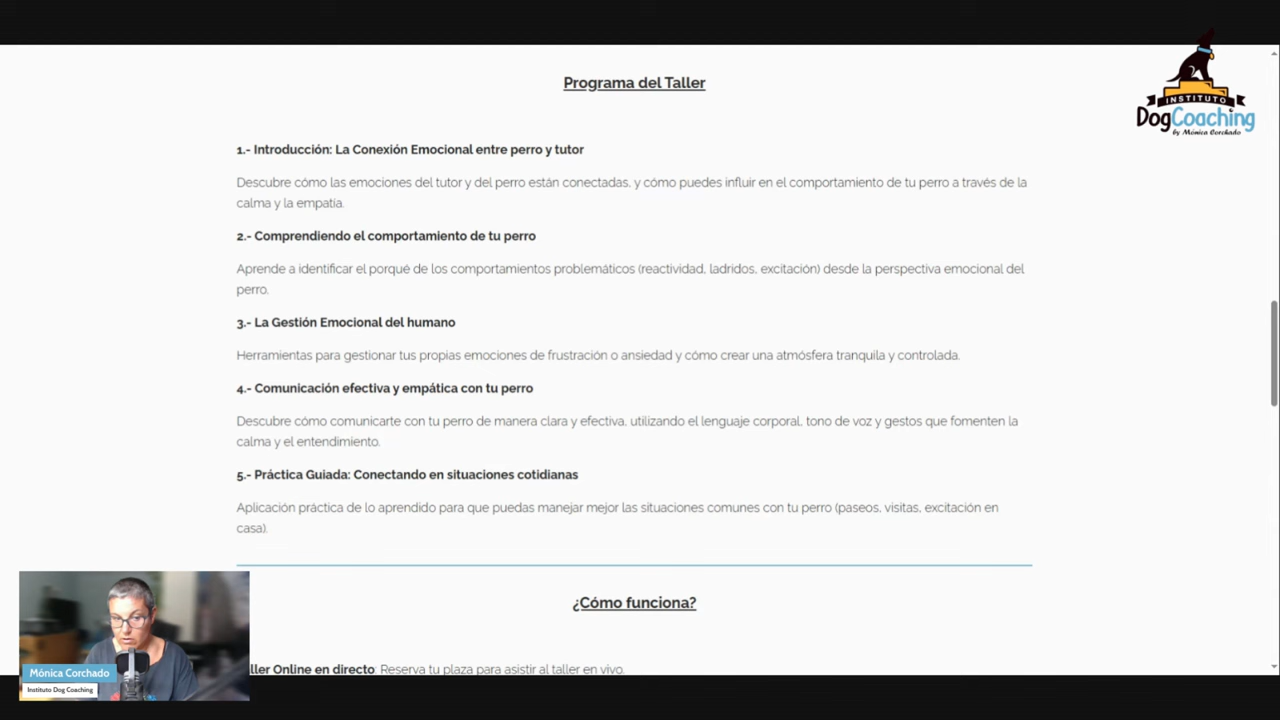 Programa del Taller
INSTITUTO
DogCoaching
by Mónica Corchado
1.- Introducción: La Conexión Emocional entre perro y tutor
Descubre cómo las emociones del tutor y del perro están conectadas, y cómo puedes influir en el comportamiento de tu perro a través de la
calma y la empatía.
2.- Comprendiendo el comportamiento de tu perro
Aprende a identificar el porqué de los comportamientos problemáticos (reactividad, ladridos, excitación) desde la perspectiva emocional del
perro.
3.- La Gestión Emocional del humano
Herramientas para gestionar tus propias emociones de frustración o ansiedad y cómo crear una atmósfera tranquila y controlada.
4.- Comunicación efectiva y empática con tu perro
Descubre cómo comunicarte con tu perro de manera clara y efectiva, utilizando el lenguaje corporal, tono de voz y gestos que fomenten la
calma y el entendimiento.
5.- Práctica Guiada: Conectando en situaciones cotidianas
Aplicación práctica de lo aprendido para que puedas manejar mejor las situaciones comunes con tu perro (paseos, visitas, excitación en
casa).
¿Cómo funciona?
ller Online en directo: Reserva tu plaza para asistir al taller en vivo.
Mónica Corchado
Instituto Dog Coaching